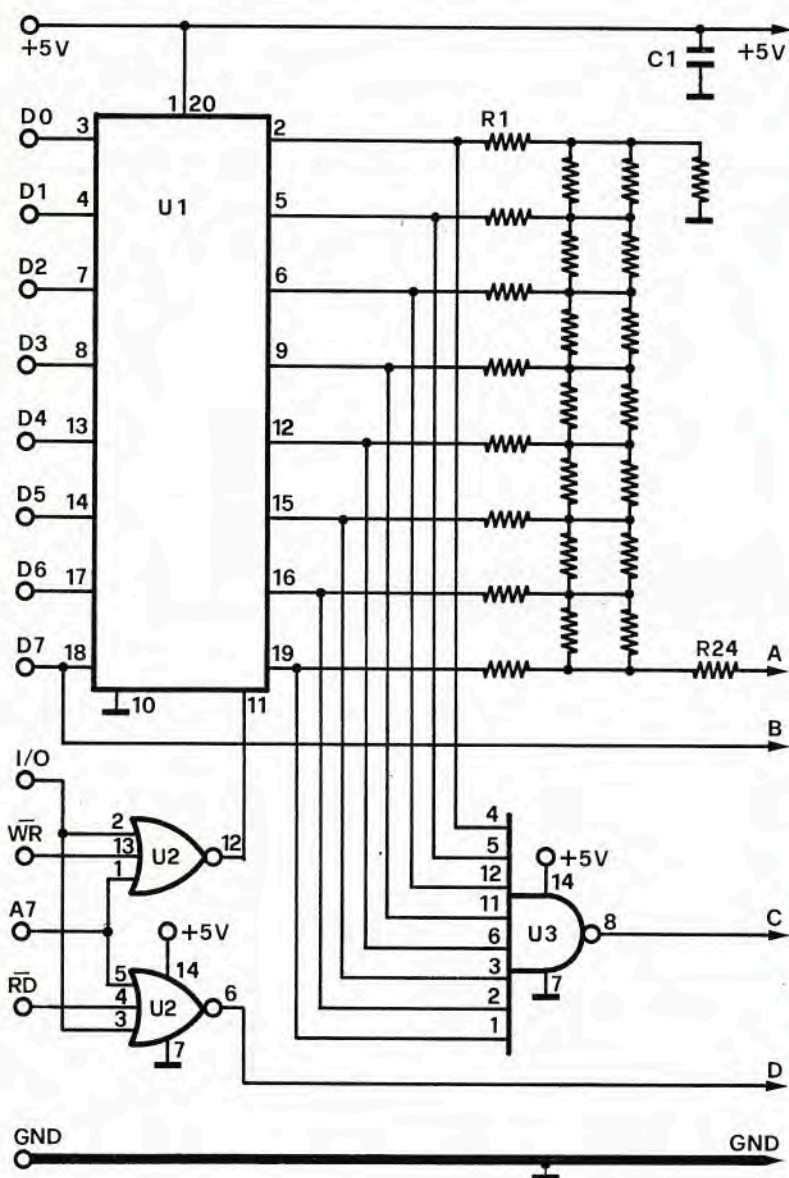 +5V
+5V
C1
1 20
D0 3 2 R1
D1 4 U1 5
D2 7 6
D3 8 9
D4 13 12
D5 14 15
D6 17 16
D7 18 19 R24 A
10 11
B
I/O
2
W̅R̅ 13 U2 12
1
4
5
12
+5V
14
A7
+5V
11
6
U3 8 C
14
5
R̅D̅ 4 U2 6
3
7
3
2
1
7
D
GND GND